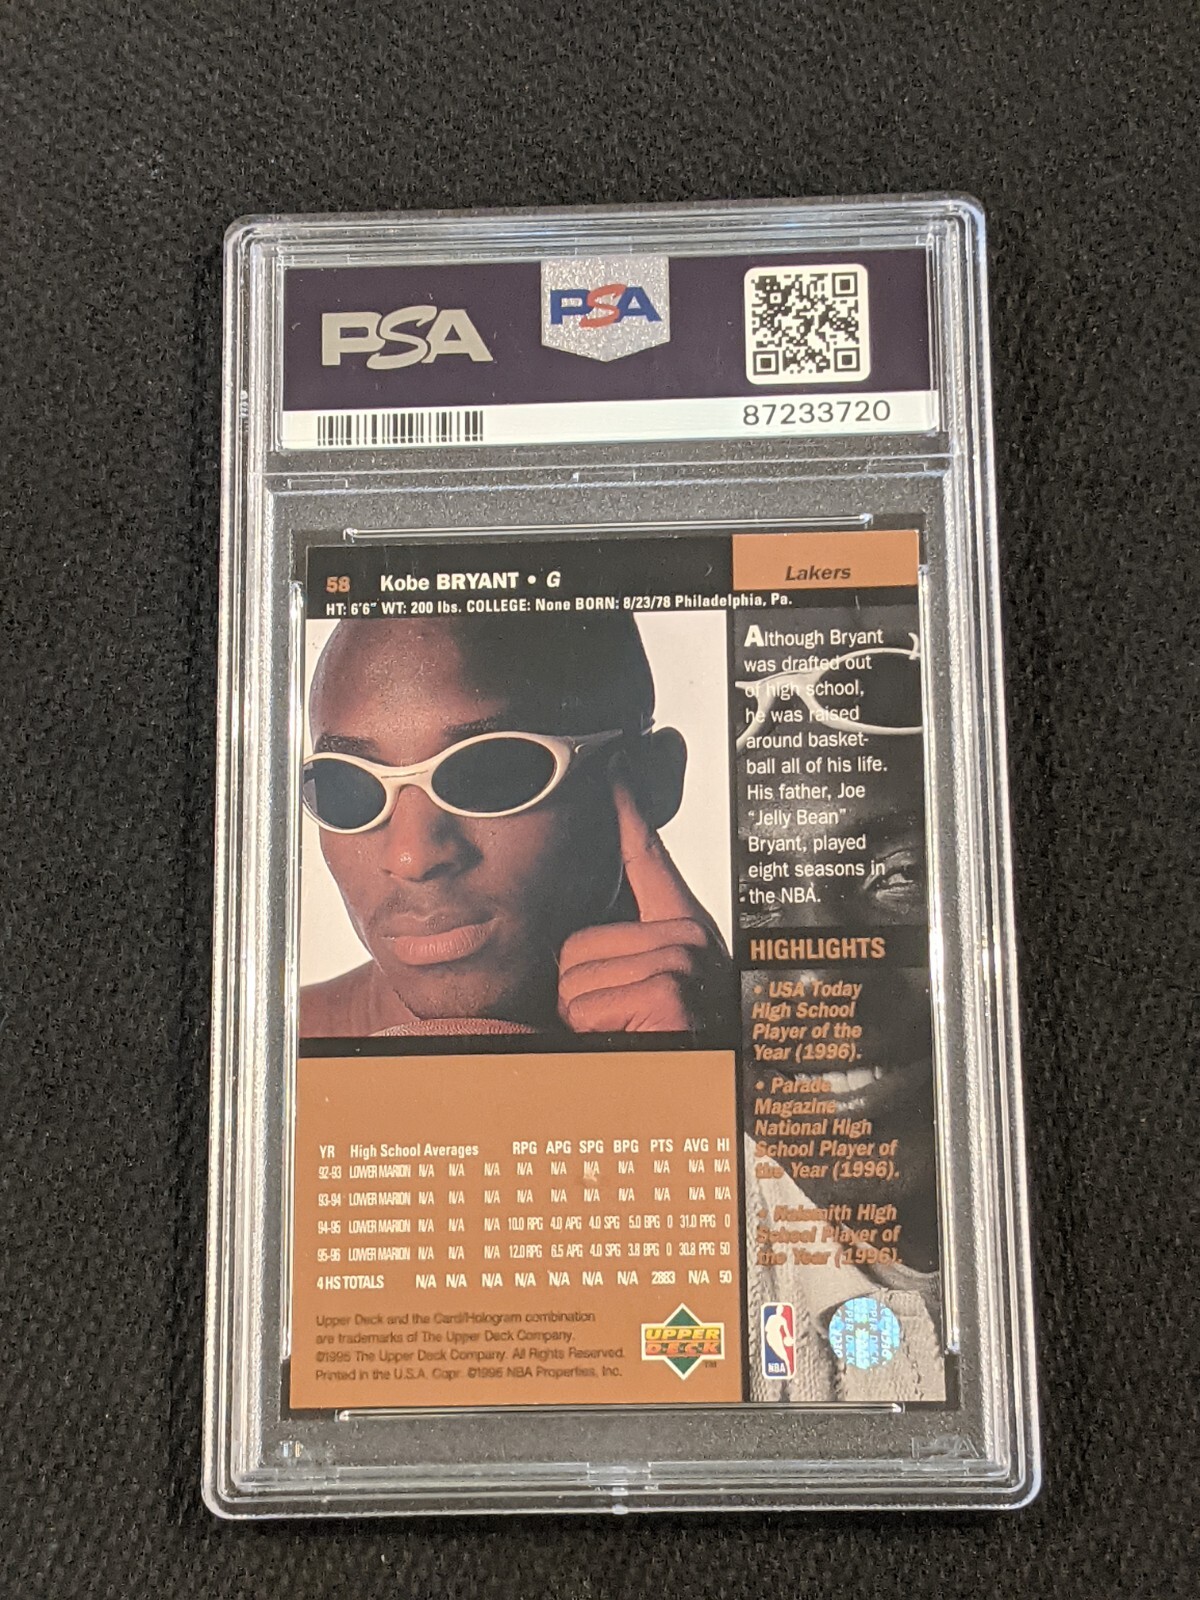 PSA
PSA
87233720
58 Kobe BRYANT • G
Lakers
HT: 6'6" WT: 200 lbs. COLLEGE: None BORN: 8/23/78 Philadelphia, Pa.
Although Bryant
was drafted out
of high school,
he was raised
around basket-
ball all of his life.
His father, Joe
"Jelly Bean"
Bryant, played
eight seasons in
the NBA.
HIGHLIGHTS
• USA Today
High School
Player of the
Year (1996).
• Parade
Magazine
National High
School Player of
the Year (1996).
• Naismith High
School Player of
the Year (1996).
YR High School Averages RPG APG SPG BPG PTS AVG HI
92-93 LOWER MARION N/A N/A N/A N/A N/A N/A N/A N/A N/A N/A
93-94 LOWER MARION N/A N/A N/A N/A N/A N/A N/A N/A N/A N/A
94-95 LOWER MARION N/A N/A N/A 10.0 RPG 4.0 APG 4.0 SPG 5.0 BPG 0 31.0 PPG 0
95-96 LOWER MARION N/A N/A N/A 12.0 RPG 6.5 APG 4.0 SPG 3.8 BPG 0 30.8 PPG 50
4 HS TOTALS N/A N/A N/A N/A N/A N/A N/A 2883 N/A 50
Upper Deck and the Card/Hologram combination
are trademarks of The Upper Deck Company.
©1996 The Upper Deck Company. All Rights Reserved.
Printed in the U.S.A. Copr. ©1996 NBA Properties, Inc.
UPPER
DECK
TM
NBA
UPPER DECK
PSA